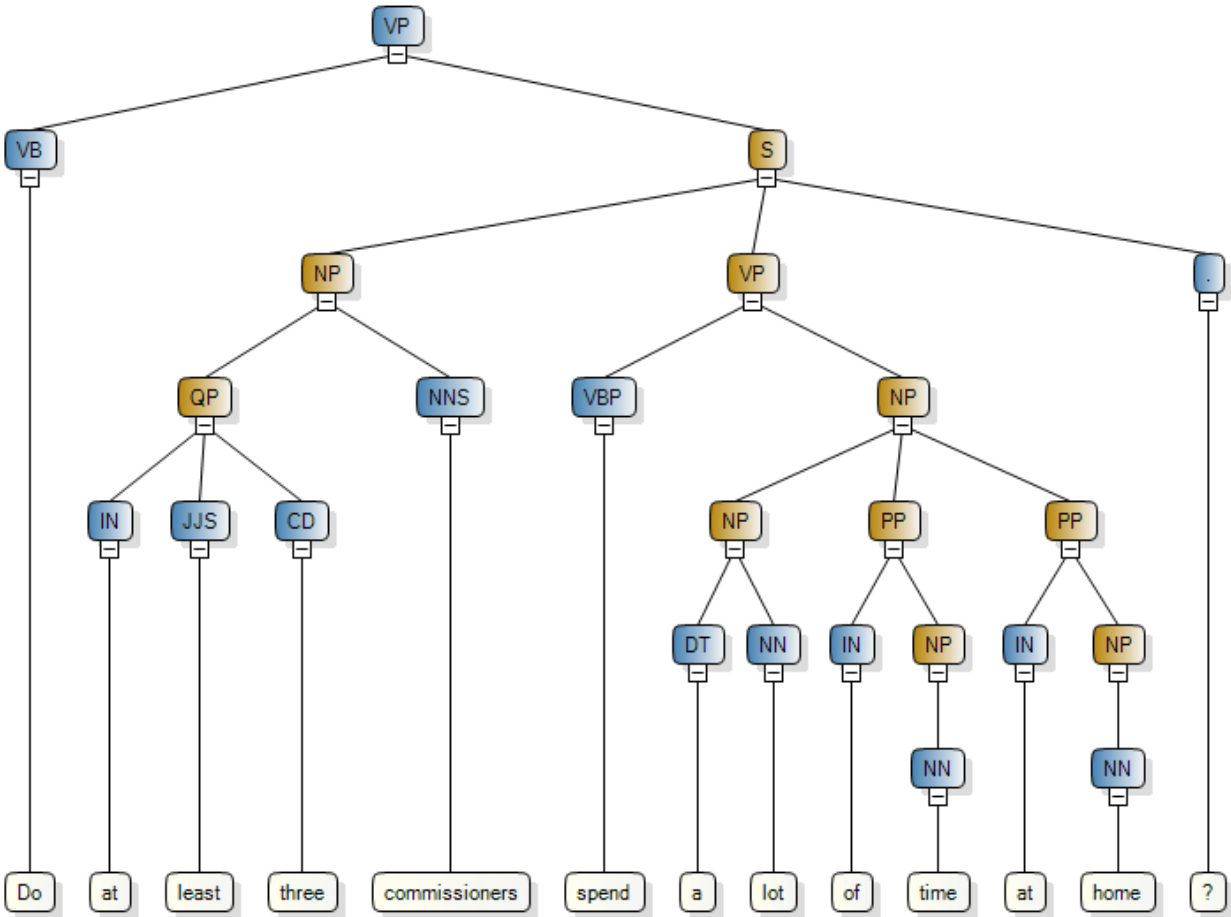 VP
VB S
NP VP .
QP NNS VBP NP
IN JJS CD NP PP PP
DT NN IN NP IN NP
NN NN
Do at least three commissioners spend a lot of time at home ?